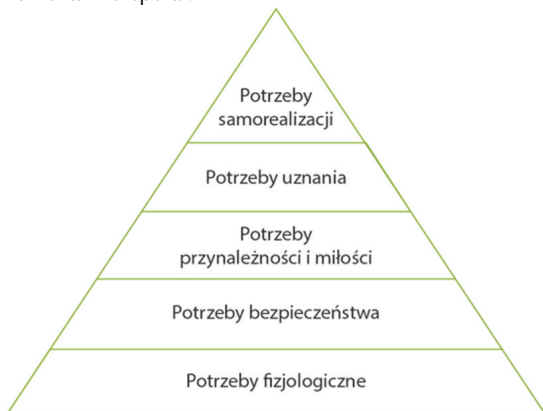 Potrzeby
samorealizacji
Potrzeby uznania
Potrzeby
przynależności i miłości
Potrzeby bezpieczeństwa
Potrzeby fizjologiczne